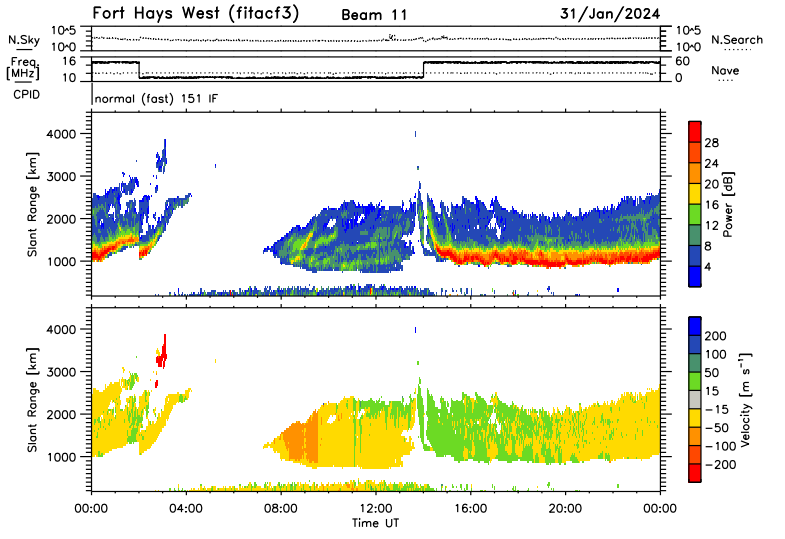 Fort Hays West (fitacf3) Beam 11 31/Jan/2024
N.Sky 10^5 10^0 10^5 10^0 N.Search
Freq. [MHz] 16 10 60 0 Nave
CPID normal (fast) 151 IF
Slant Range [km] 4000 3000 2000 1000
28 24 20 16 12 8 4 Power [dB]
Slant Range [km] 4000 3000 2000 1000
200 100 50 15 -15 -50 -100 -200 Velocity [m s⁻¹]
00:00 04:00 08:00 12:00 16:00 20:00 00:00
Time UT